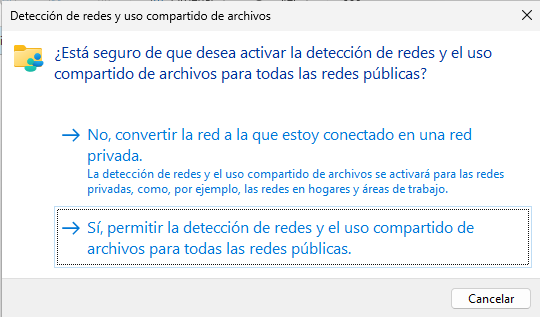 Detección de redes y uso compartido de archivos
¿Está seguro de que desea activar la detección de redes y el uso
compartido de archivos para todas las redes públicas?
No, convertir la red a la que estoy conectado en una red
privada.
La detección de redes y el uso compartido de archivos se activará para las redes
privadas, como, por ejemplo, las redes en hogares y áreas de trabajo.
Sí, permitir la detección de redes y el uso compartido de
archivos para todas las redes públicas.
Cancelar